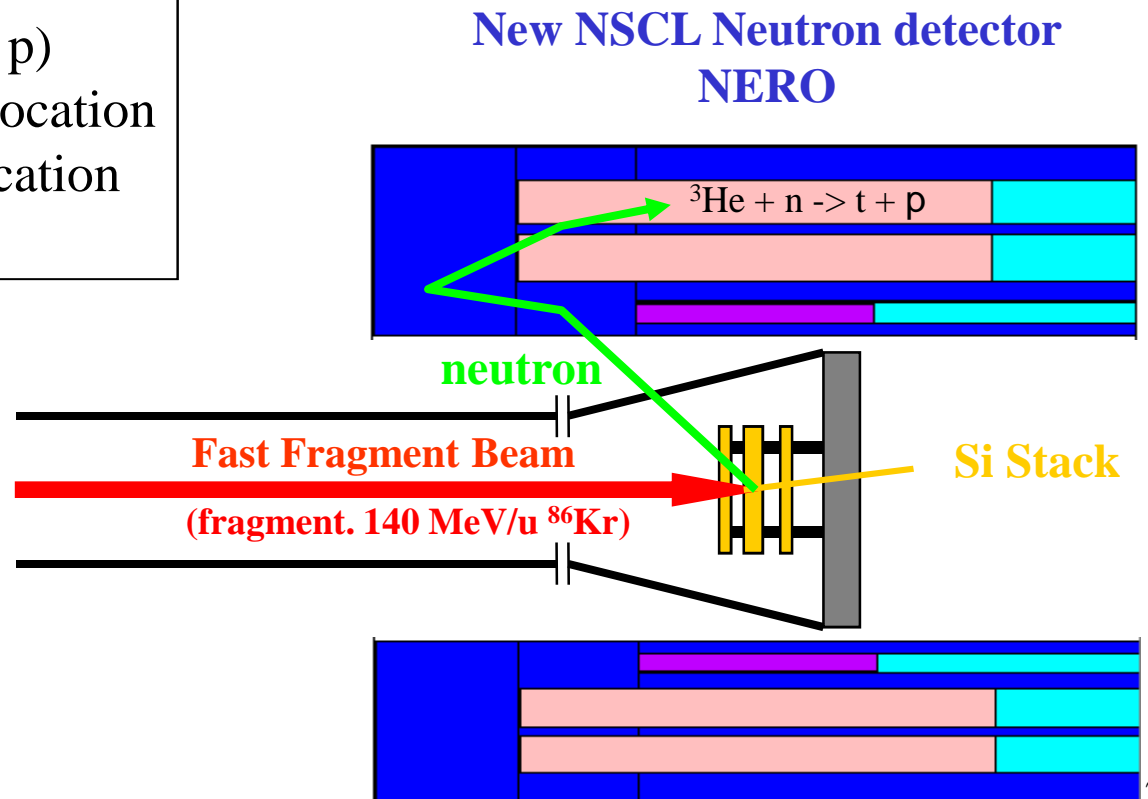 p)
ocation
cation
New NSCL Neutron detector
NERO
³He + n -> t + p
neutron
Fast Fragment Beam
(fragment. 140 MeV/u ⁸⁶Kr)
Si Stack